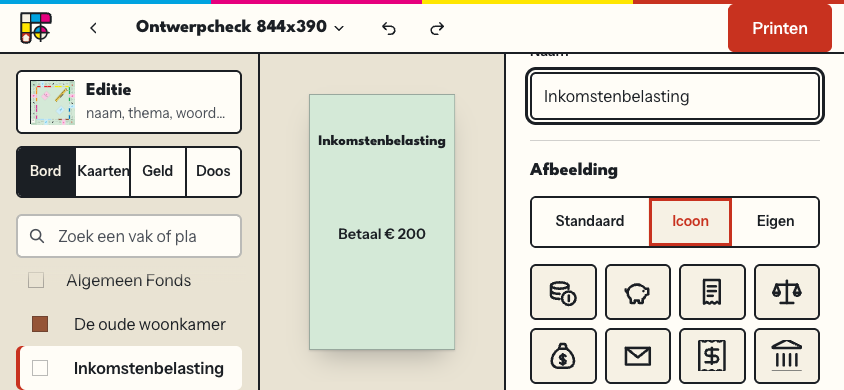 Ontwerpcheck 844x390
Printen
Editie
naam, thema, woord...
Bord
Kaarten
Geld
Doos
Zoek een vak of pla
Algemeen Fonds
De oude woonkamer
Inkomstenbelasting
Inkomstenbelasting
Betaal € 200
Naam
Inkomstenbelasting
Afbeelding
Standaard
Icoon
Eigen